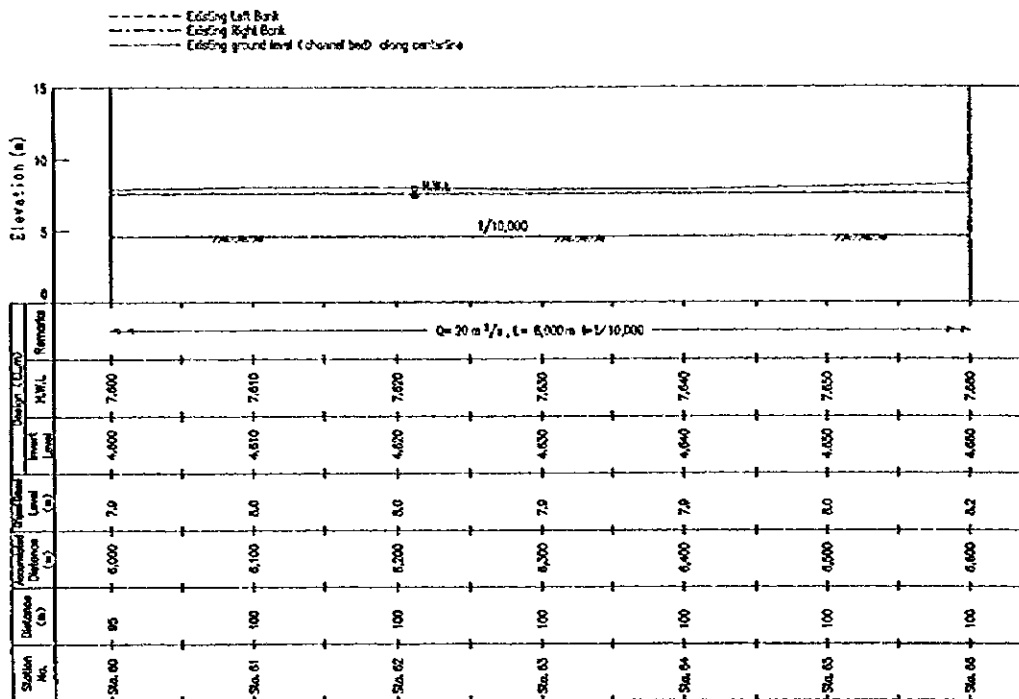 Existing Left Bank
Existing Right Bank
Existing ground level (channel bed) along centerline
Elevation (m)
15
10
5
0
H.W.L
1/10,000
Remarks
Q= 20 m³/s, L= 6,000 m I=1/10,000
Design (EL.m)
H.W.L
7.600
7.610
7.620
7.630
7.640
7.650
7.660
Invert Level
4.600
4.610
4.620
4.630
4.640
4.650
4.660
Ground Level (m)
7.9
8.0
8.0
7.9
7.9
8.0
8.2
Accumulated Distance (m)
6,000
6,100
6,200
6,300
6,400
6,500
6,600
Distance (m)
95
100
100
100
100
100
100
Station No.
Sta. 60
Sta. 61
Sta. 62
Sta. 63
Sta. 64
Sta. 65
Sta. 66